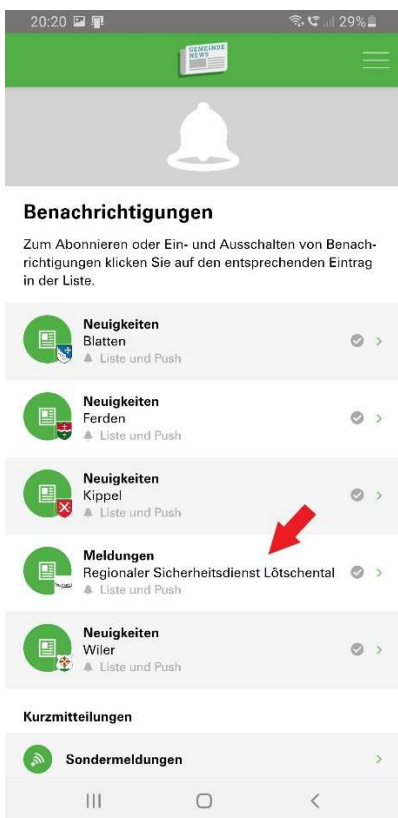 20:20
29%
GEMEINDE
NEWS
Benachrichtigungen
Zum Abonnieren oder Ein- und Ausschalten von Benach-
richtigungen klicken Sie auf den entsprechenden Eintrag
in der Liste.
Neuigkeiten
Blatten
Liste und Push
Neuigkeiten
Ferden
Liste und Push
Neuigkeiten
Kippel
Liste und Push
Meldungen
Regionaler Sicherheitsdienst Lötschental
Liste und Push
Neuigkeiten
Wiler
Liste und Push
Kurzmitteilungen
Sondermeldungen